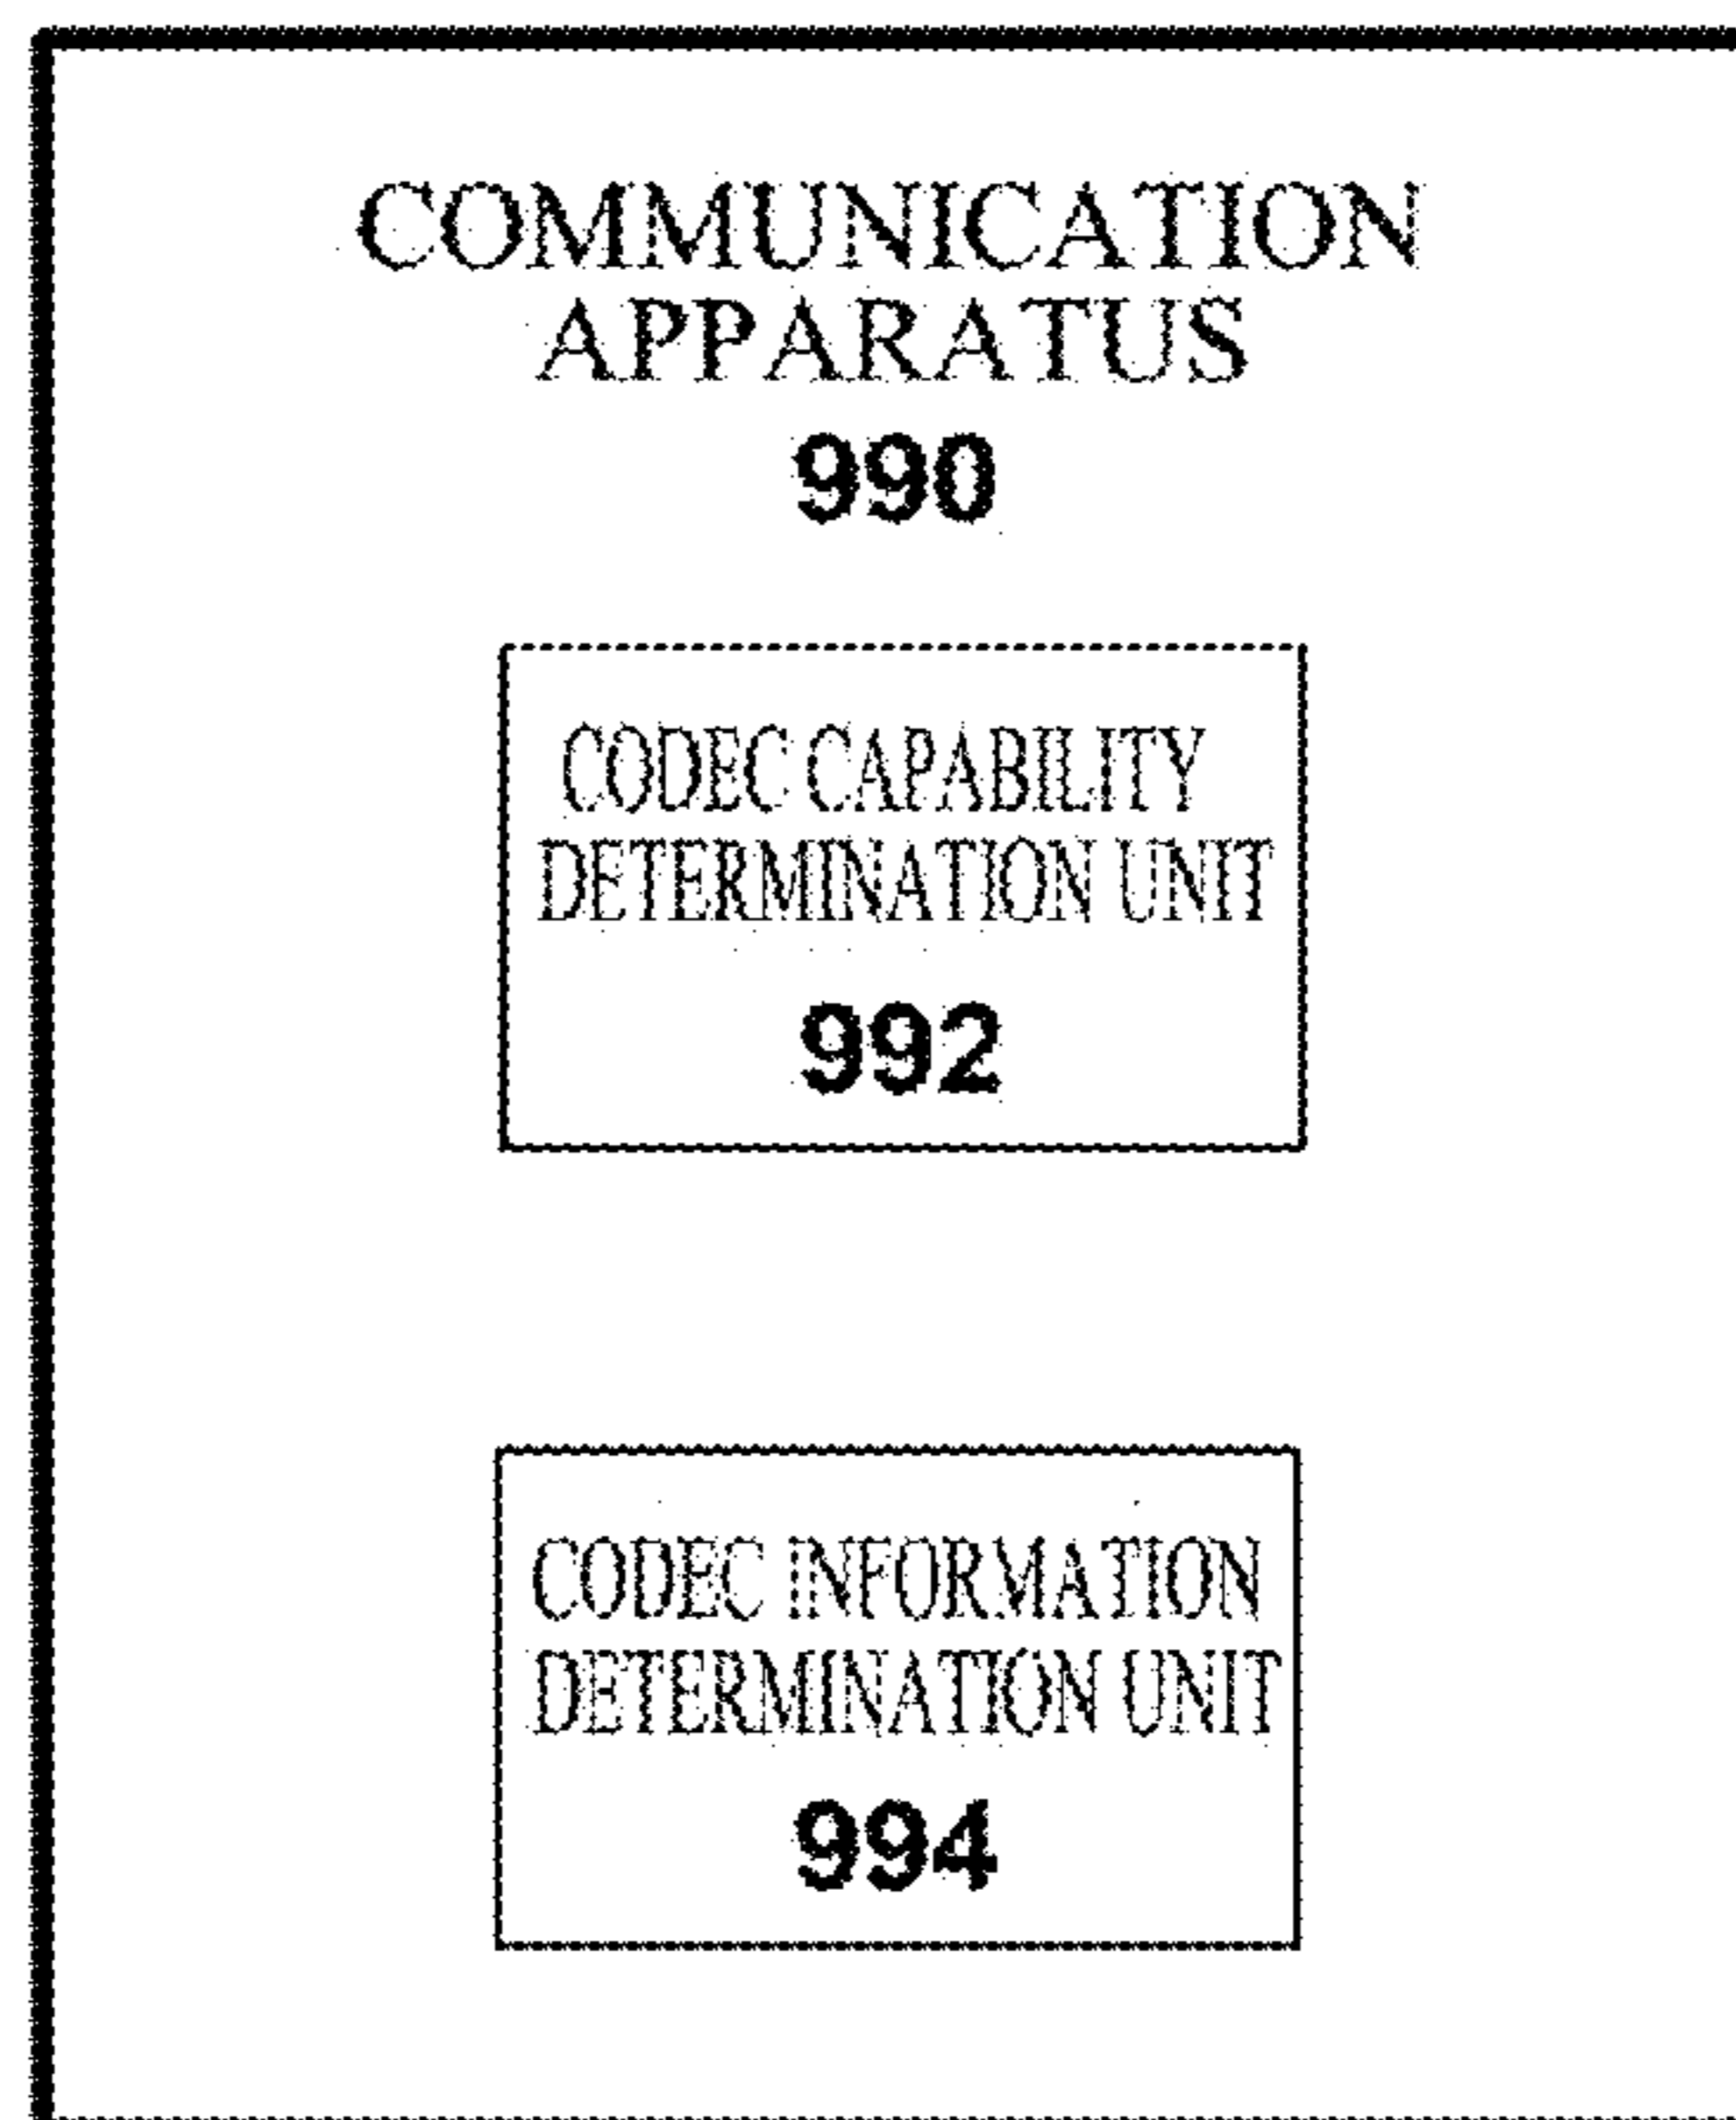 COMMUNICATION
APPARATUS
990
CODEC CAPABILITY
DETERMINATION UNIT
992
CODEC INFORMATION
DETERMINATION UNIT
994